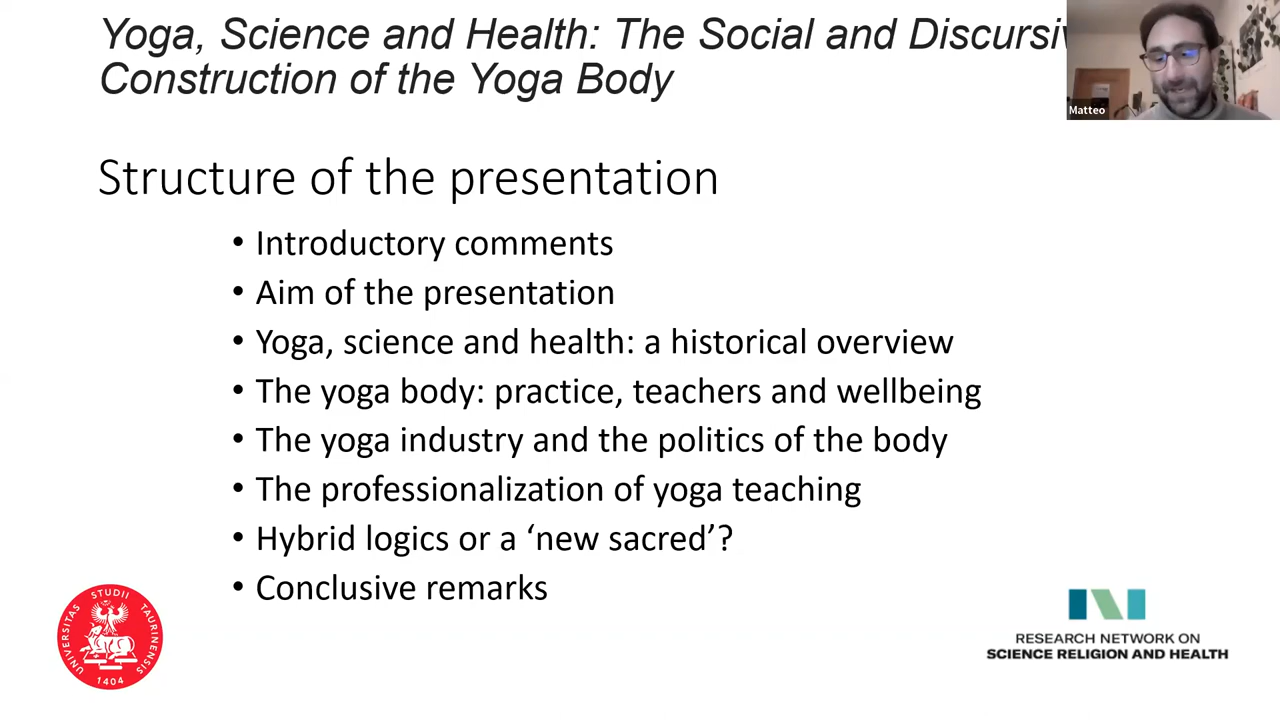 Yoga, Science and Health: The Social and
Construction of the Yoga Body
Matteo
Structure of the presentation
• Introductory comments
• Aim of the presentation
• Yoga, science and health: a historical overview
• The yoga body: practice, teachers and wellbeing
• The yoga industry and the politics of the body
• The professionalization of yoga teaching
• Hybrid logics or a ‘new sacred’?
• Conclusive remarks
UNIVERSITAS STUDII TAURINENSIS
1404
RESEARCH NETWORK ON
SCIENCE RELIGION AND HEALTH